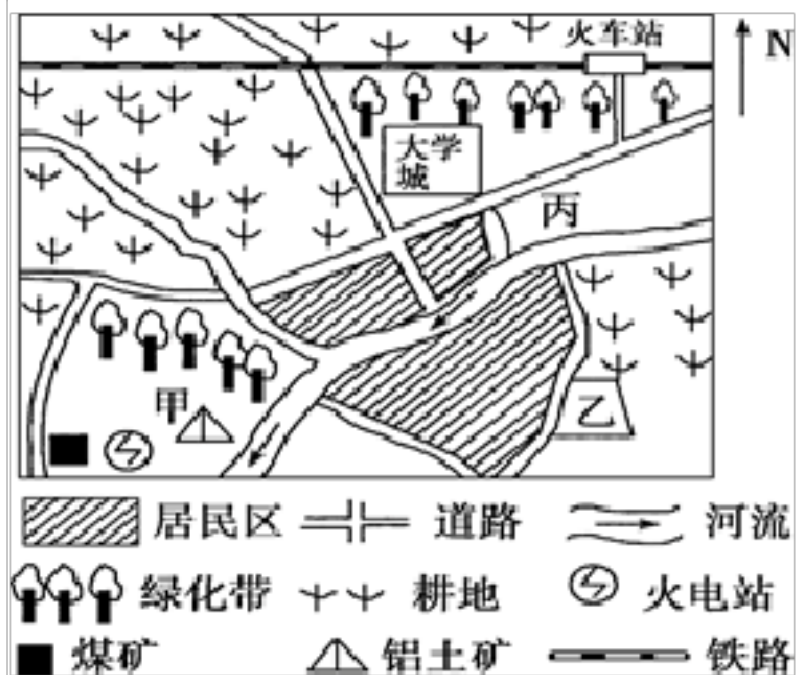 火车站
N
大学
城
丙
甲
乙
居民区 道路 河流
绿化带 耕地 火电站
煤矿 铝土矿 铁路